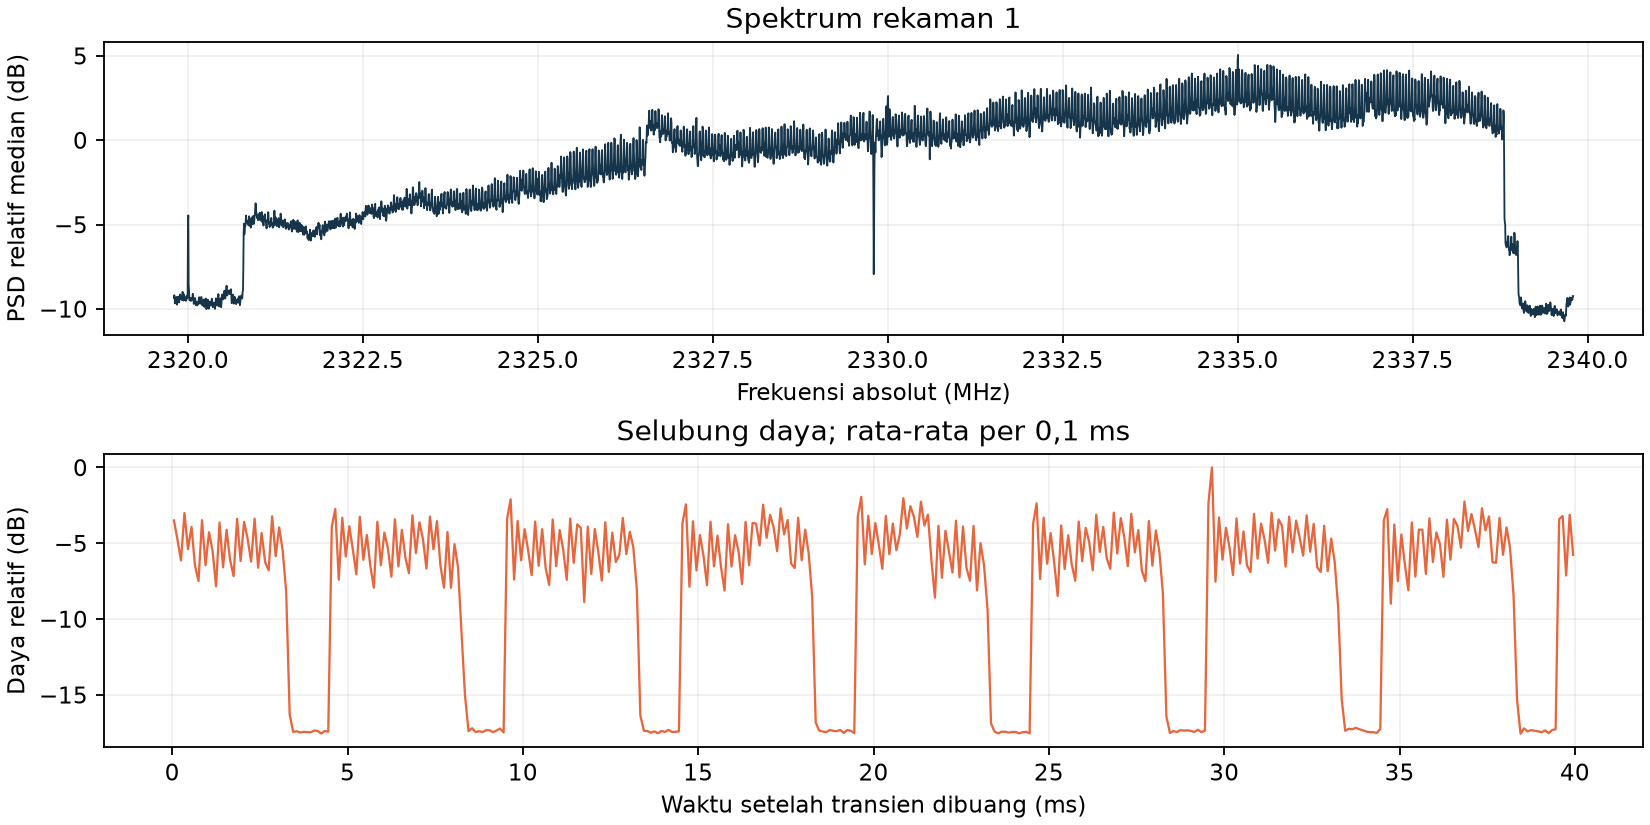 Spektrum rekaman 1
PSD relatif median (dB)
5
0
−5
−10
2320.0 2322.5 2325.0 2327.5 2330.0 2332.5 2335.0 2337.5 2340.0
Frekuensi absolut (MHz)
Selubung daya; rata-rata per 0,1 ms
Daya relatif (dB)
0
−5
−10
−15
0 5 10 15 20 25 30 35 40
Waktu setelah transien dibuang (ms)